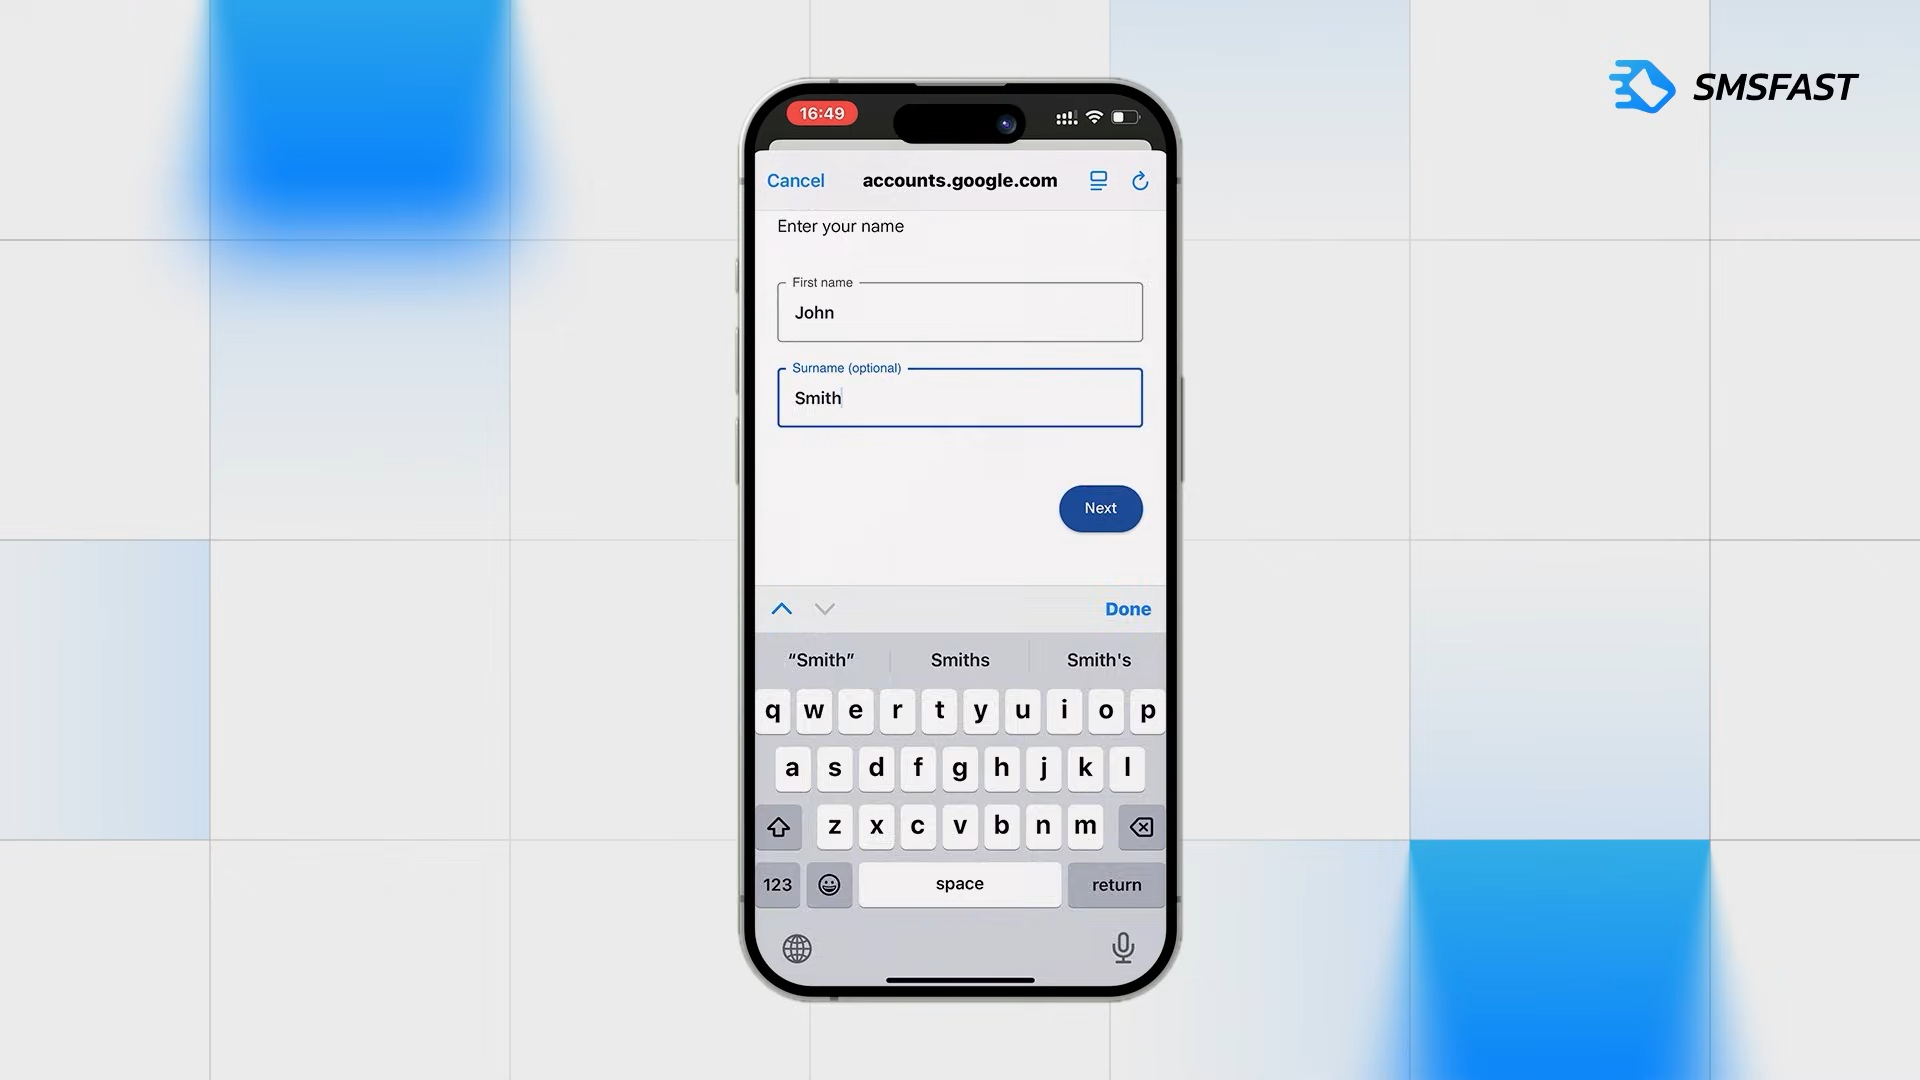 SMSFAST
16:49
Cancel
accounts.google.com
Enter your name
First name
John
Surname (optional)
Smith
Next
Done
“Smith” Smiths Smith's
q w e r t y u i o p
a s d f g h j k l
z x c v b n m
123 space return